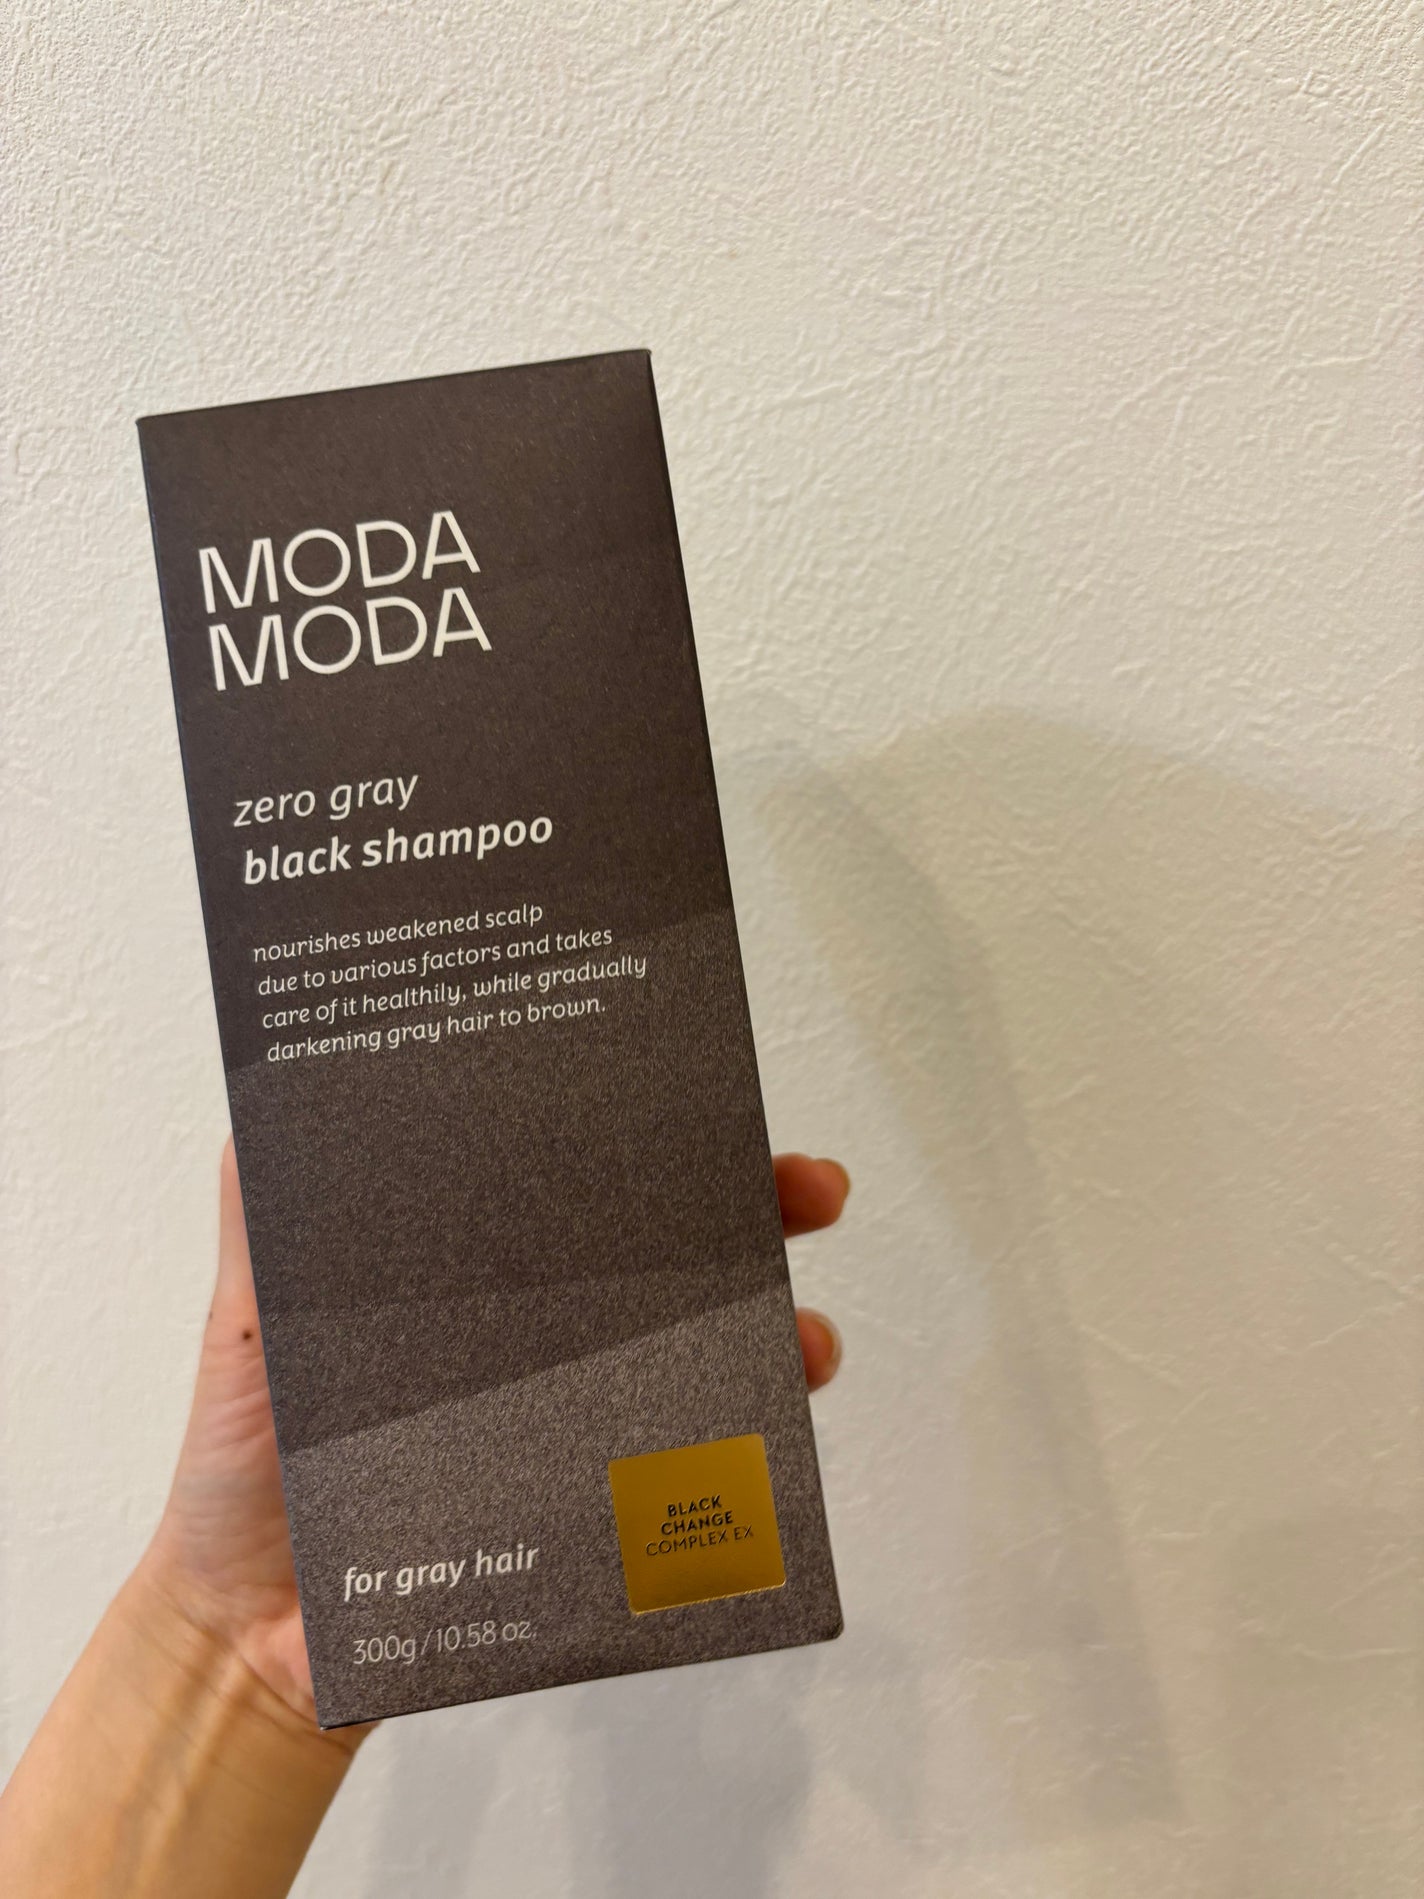 MODA
MODA
zero gray
black shampoo
nourishes weakened scalp
due to various factors and takes
care of it healthily, while gradually
darkening gray hair to brown.
BLACK
CHANGE
COMPLEX EX
for gray hair
300g/10.58 oz.